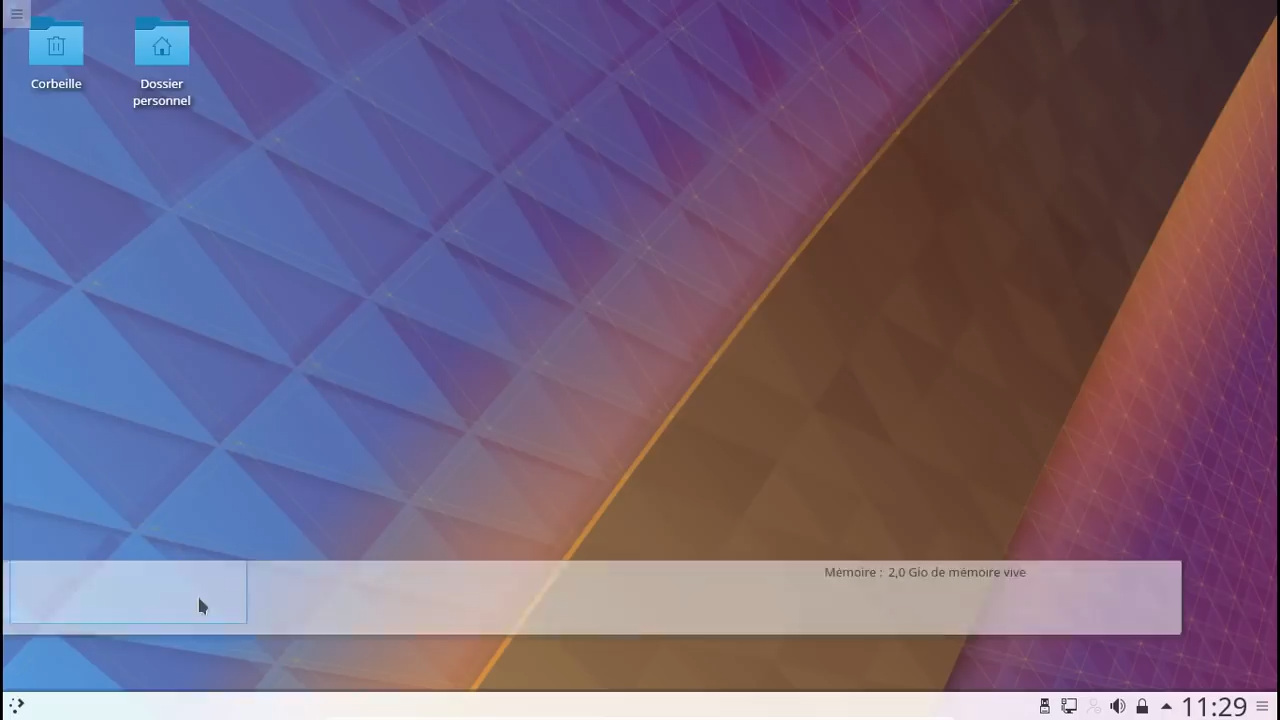 Corbeille
Dossier
personnel
Mémoire : 2,0 Gio de mémoire vive
11:29